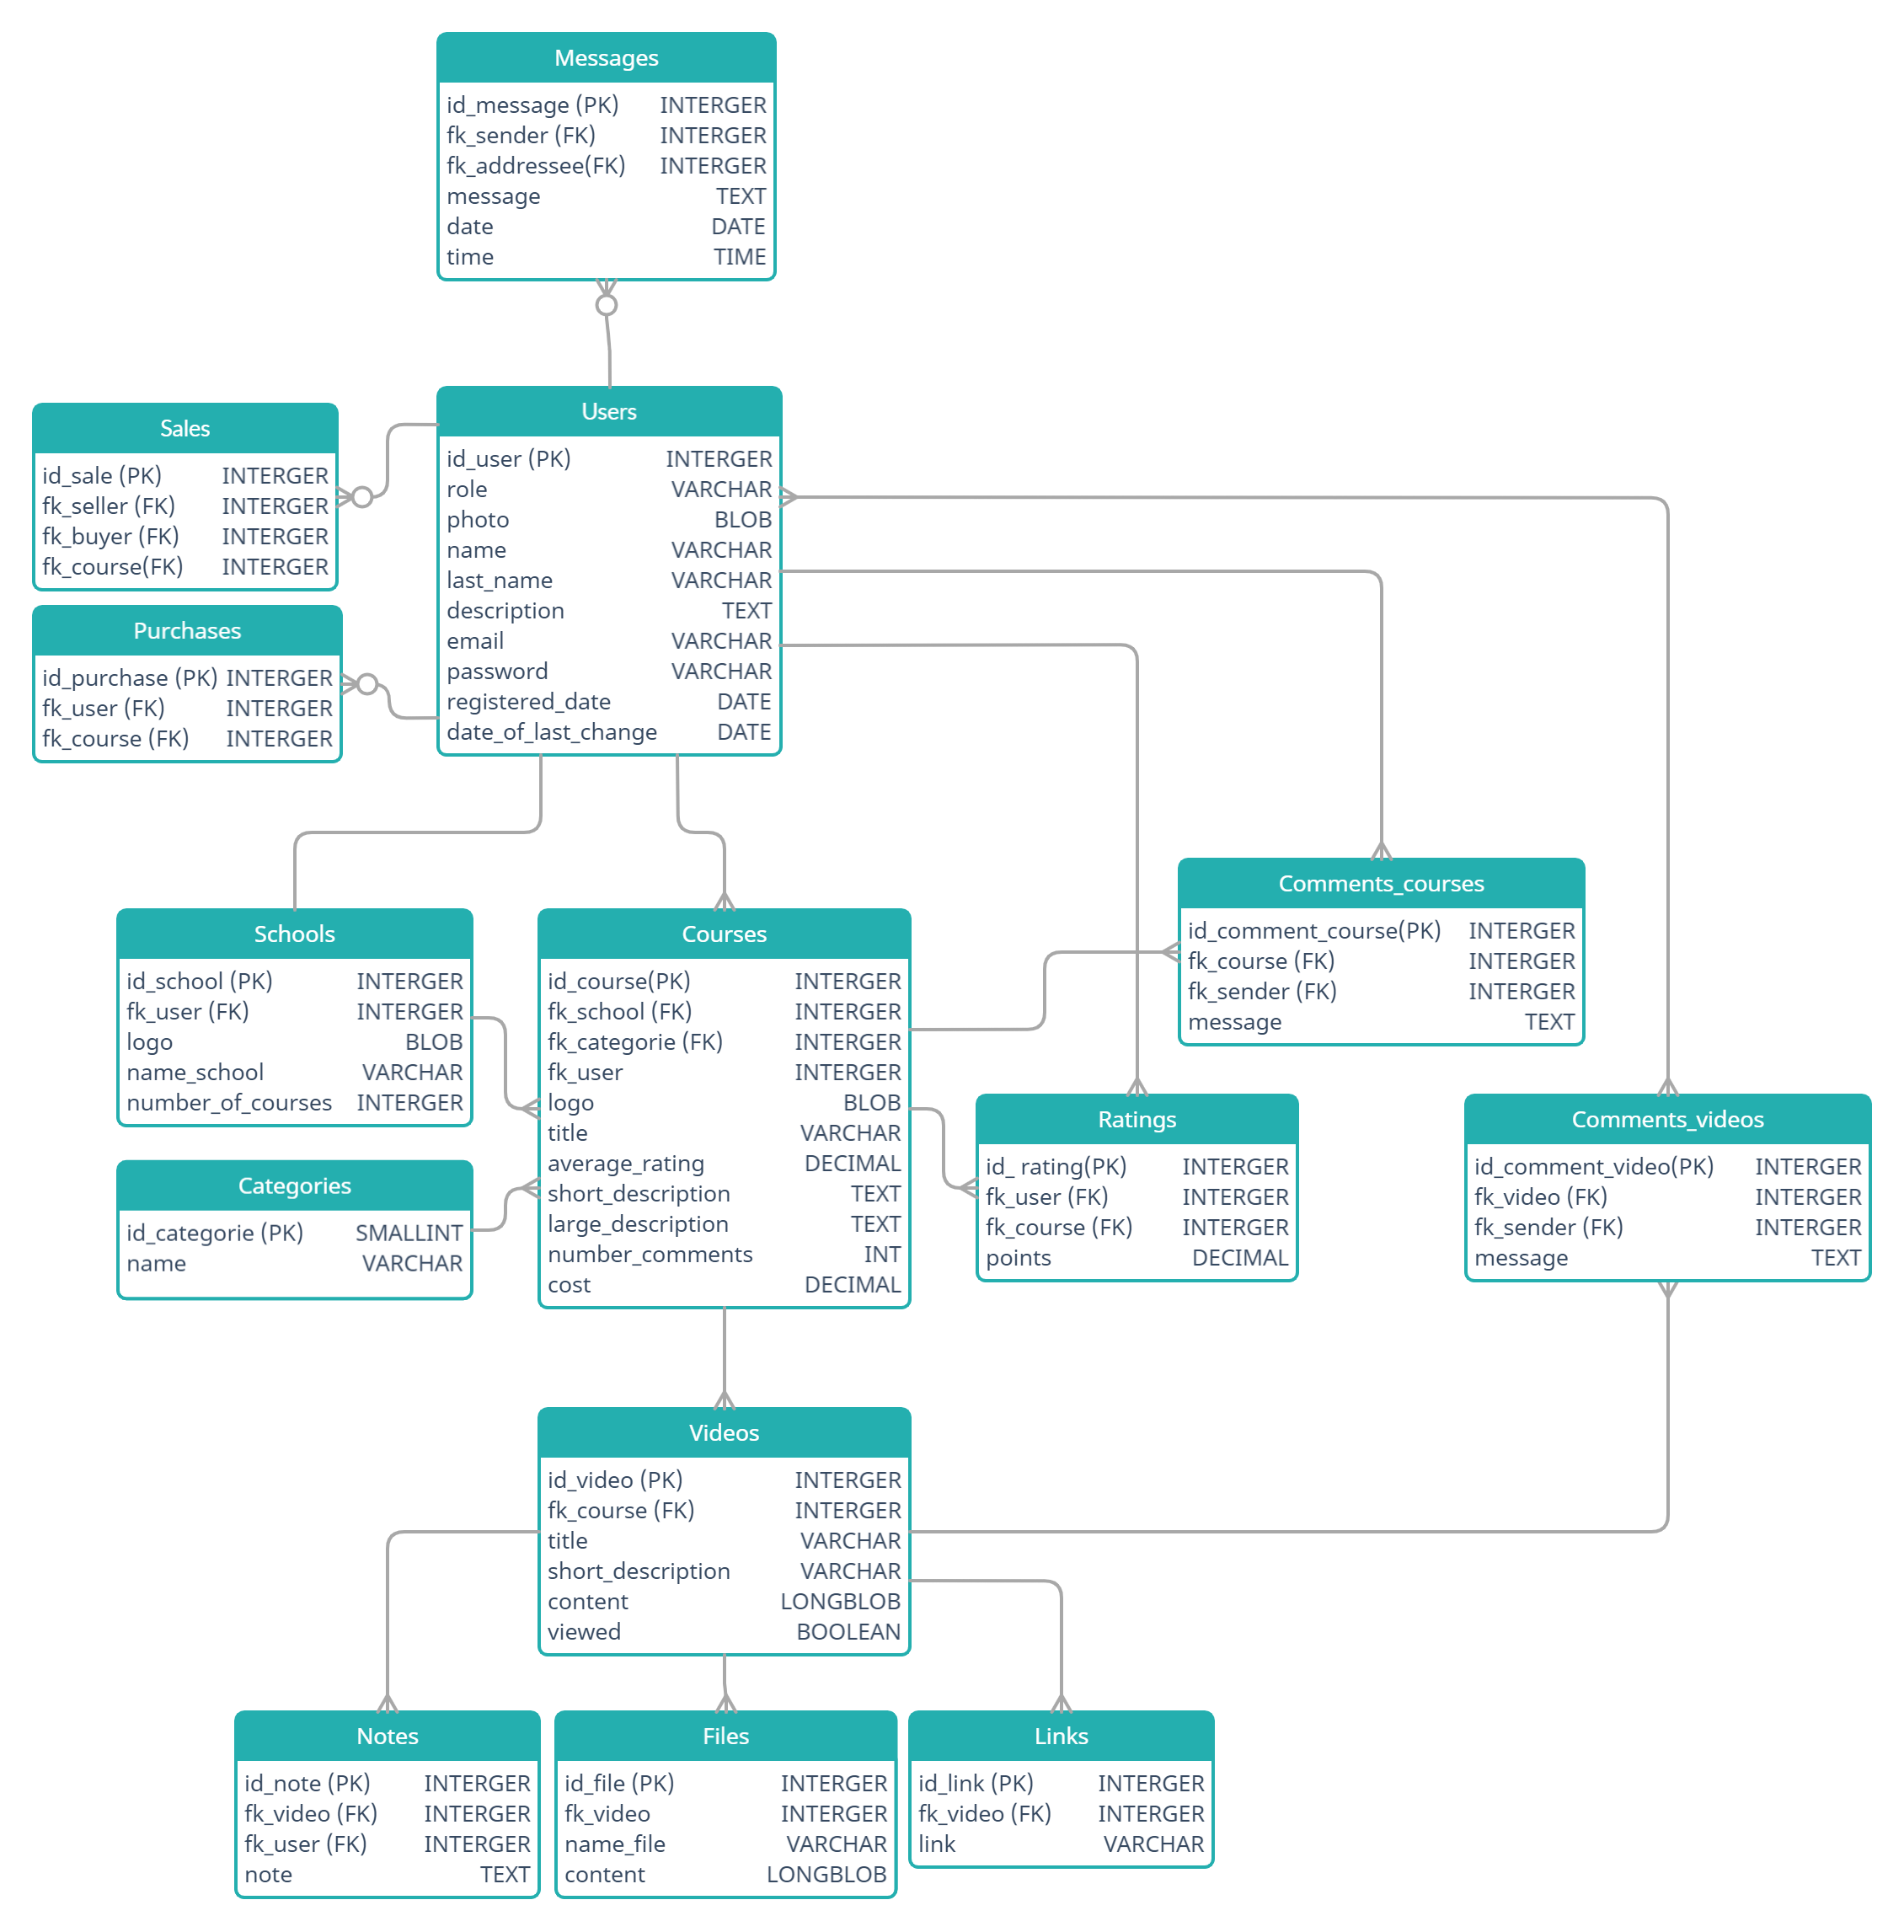 Messages
id_message (PK) INTERGER
fk_sender (FK) INTERGER
fk_addressee(FK) INTERGER
message TEXT
date DATE
time TIME
Sales
id_sale (PK) INTERGER
fk_seller (FK) INTERGER
fk_buyer (FK) INTERGER
fk_course(FK) INTERGER
Purchases
id_purchase (PK) INTERGER
fk_user (FK) INTERGER
fk_course (FK) INTERGER
Users
id_user (PK) INTERGER
role VARCHAR
photo BLOB
name VARCHAR
last_name VARCHAR
description TEXT
email VARCHAR
password VARCHAR
registered_date DATE
date_of_last_change DATE
Schools
id_school (PK) INTERGER
fk_user (FK) INTERGER
logo BLOB
name_school VARCHAR
number_of_courses INTERGER
Categories
id_categorie (PK) SMALLINT
name VARCHAR
Courses
id_course(PK) INTERGER
fk_school (FK) INTERGER
fk_categorie (FK) INTERGER
fk_user INTERGER
logo BLOB
title VARCHAR
average_rating DECIMAL
short_description TEXT
large_description TEXT
number_comments INT
cost DECIMAL
Comments_courses
id_comment_course(PK) INTERGER
fk_course (FK) INTERGER
fk_sender (FK) INTERGER
message TEXT
Ratings
id_ rating(PK) INTERGER
fk_user (FK) INTERGER
fk_course (FK) INTERGER
points DECIMAL
Comments_videos
id_comment_video(PK) INTERGER
fk_video (FK) INTERGER
fk_sender (FK) INTERGER
message TEXT
Videos
id_video (PK) INTERGER
fk_course (FK) INTERGER
title VARCHAR
short_description VARCHAR
content LONGBLOB
viewed BOOLEAN
Notes
id_note (PK) INTERGER
fk_video (FK) INTERGER
fk_user (FK) INTERGER
note TEXT
Files
id_file (PK) INTERGER
fk_video INTERGER
name_file VARCHAR
content LONGBLOB
Links
id_link (PK) INTERGER
fk_video (FK) INTERGER
link VARCHAR